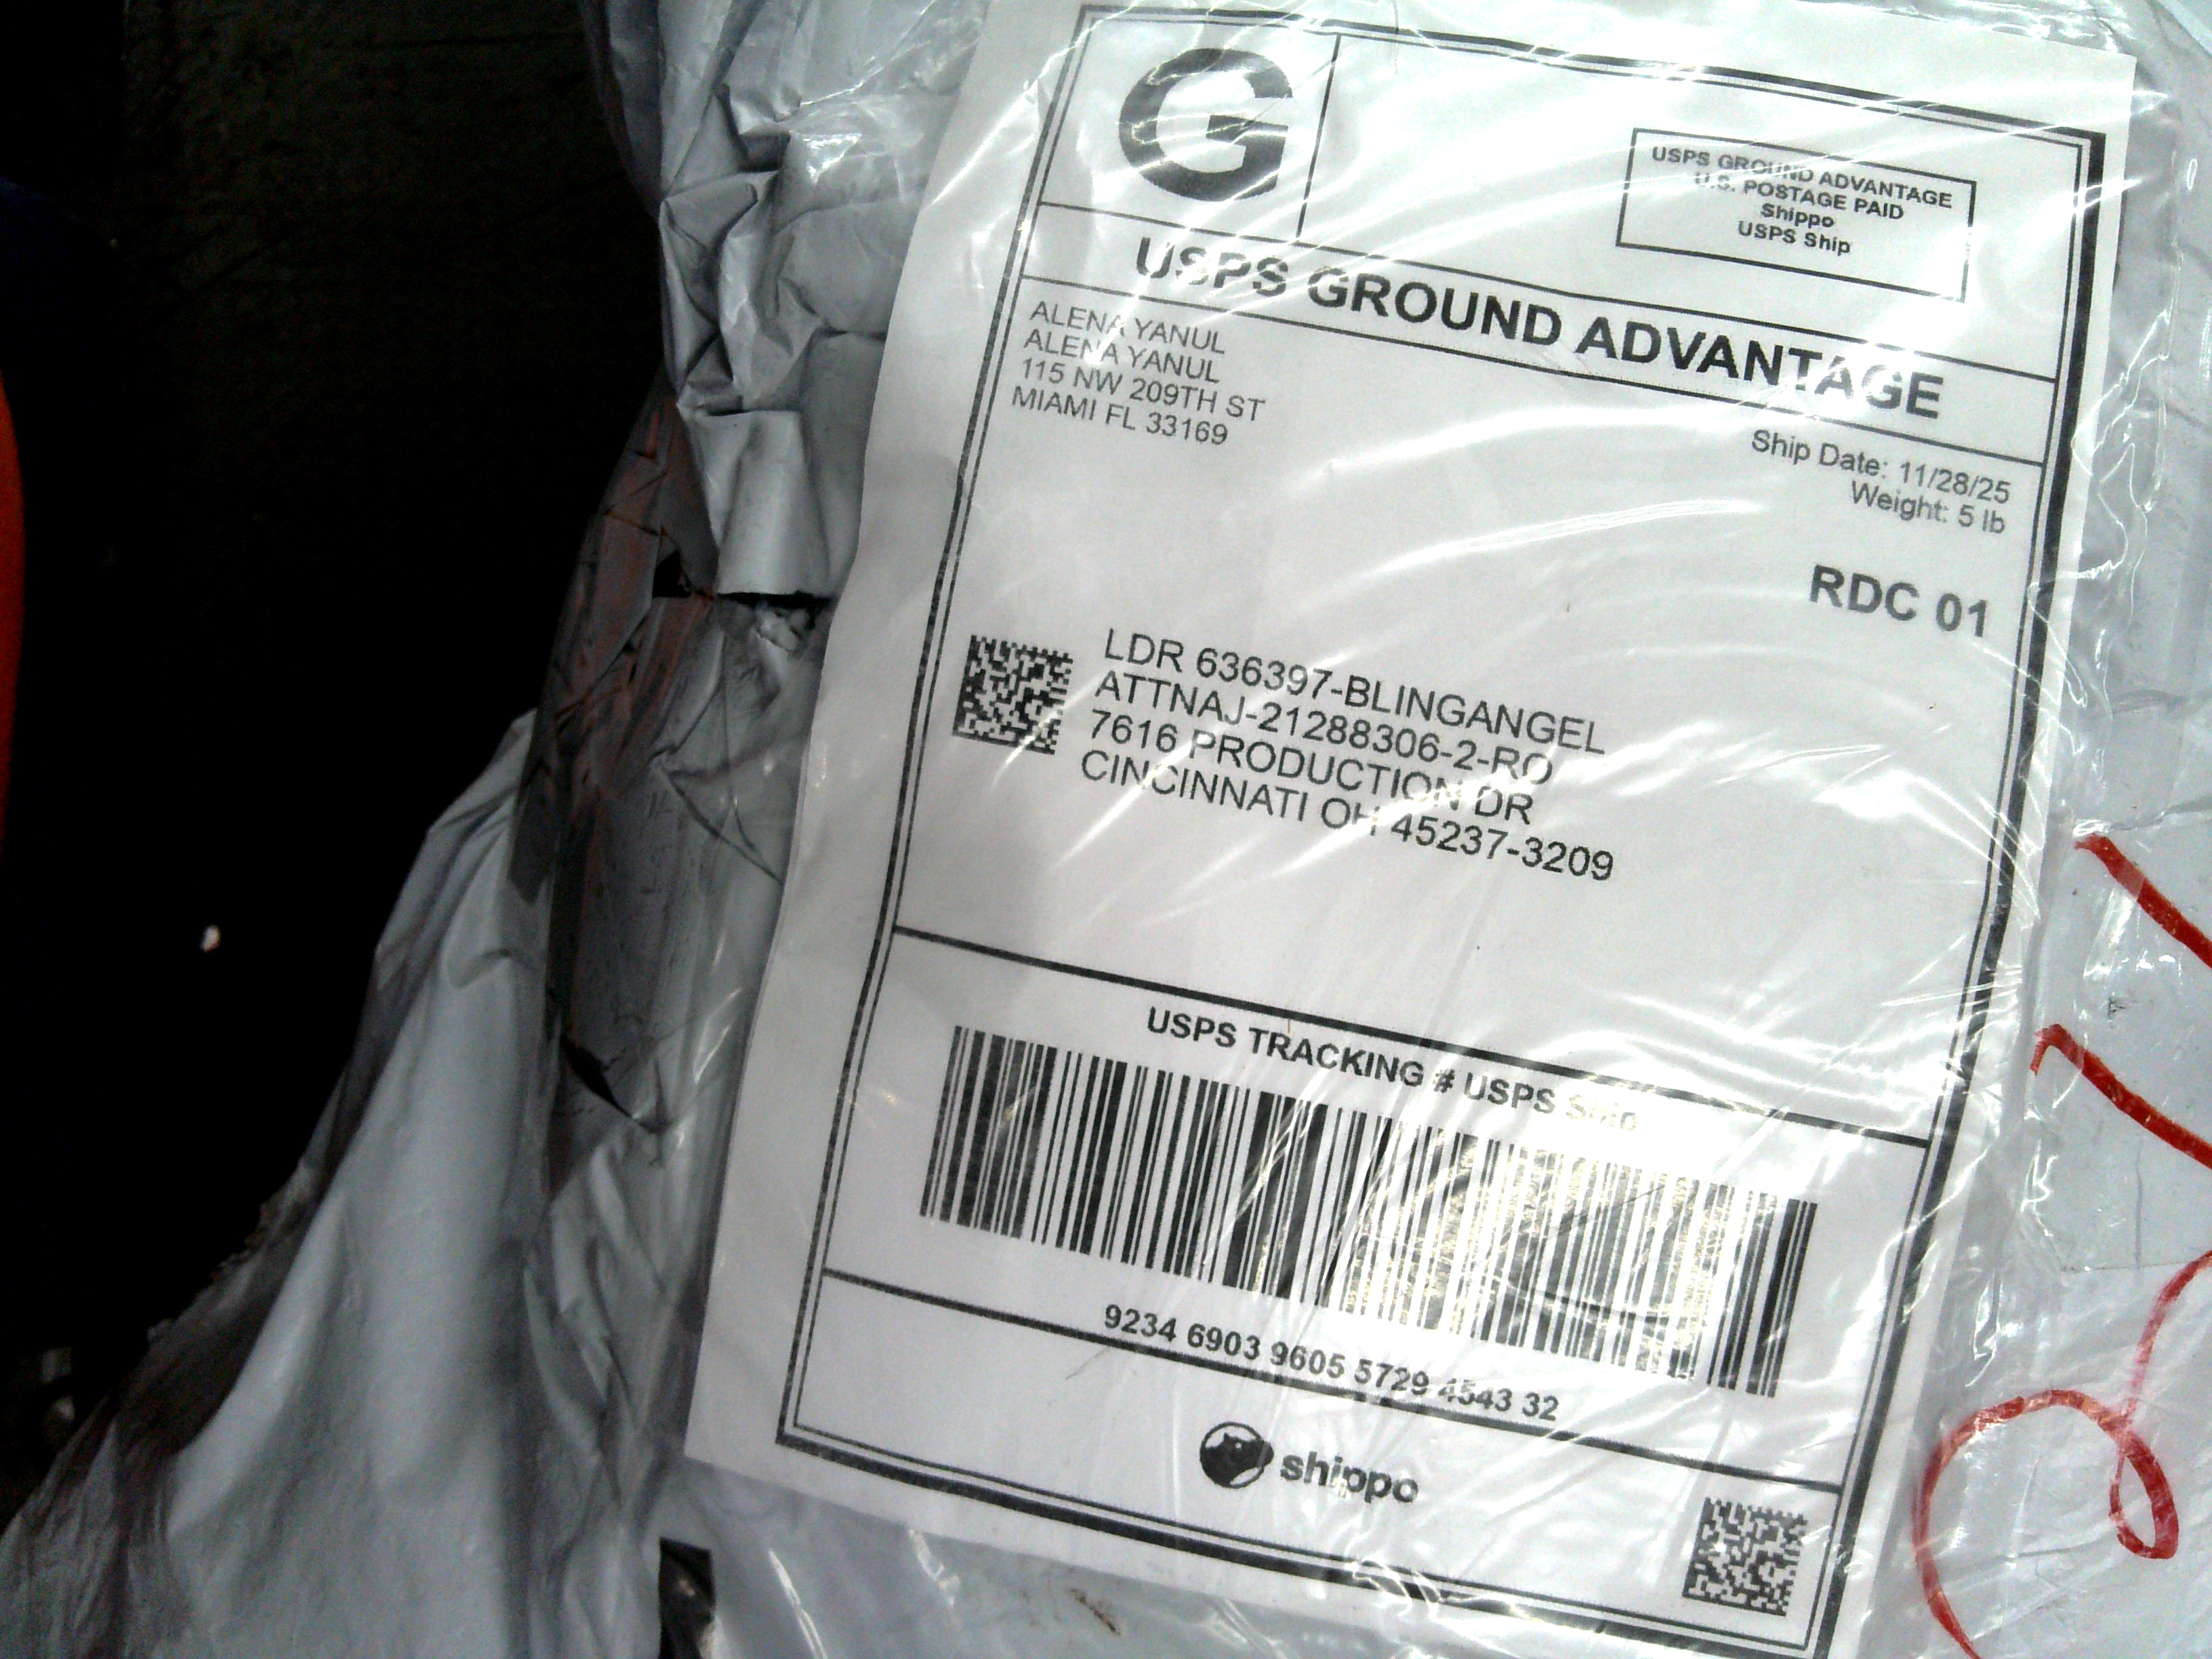 G
USPS GROUND ADVANTAGE
U.S. POSTAGE PAID
Shippo
USPS Ship
USPS GROUND ADVANTAGE
ALENA YANUL
ALENA YANUL
115 NW 209TH ST
MIAMI FL 33169
Ship Date: 11/28/25
Weight: 5 lb
RDC 01
LDR 636397-BLINGANGEL
ATTNAJ-21288306-2-RO
7616 PRODUCTION DR
CINCINNATI OH 45237-3209
USPS TRACKING # USPS Ship
9234 6903 9605 5729 4543 32
shippo